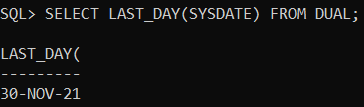 SQL> SELECT LAST_DAY(SYSDATE) FROM DUAL;
LAST_DAY(
---------
30-NOV-21